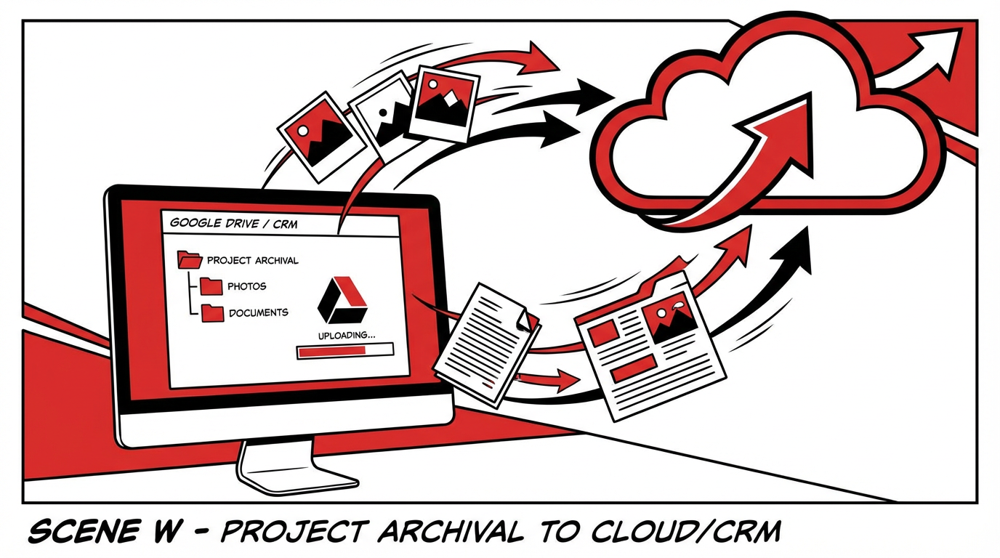 GOOGLE DRIVE / CRM
PROJECT ARCHIVAL
PHOTOS
DOCUMENTS
UPLOADING...
SCENE W - PROJECT ARCHIVAL TO CLOUD/CRM